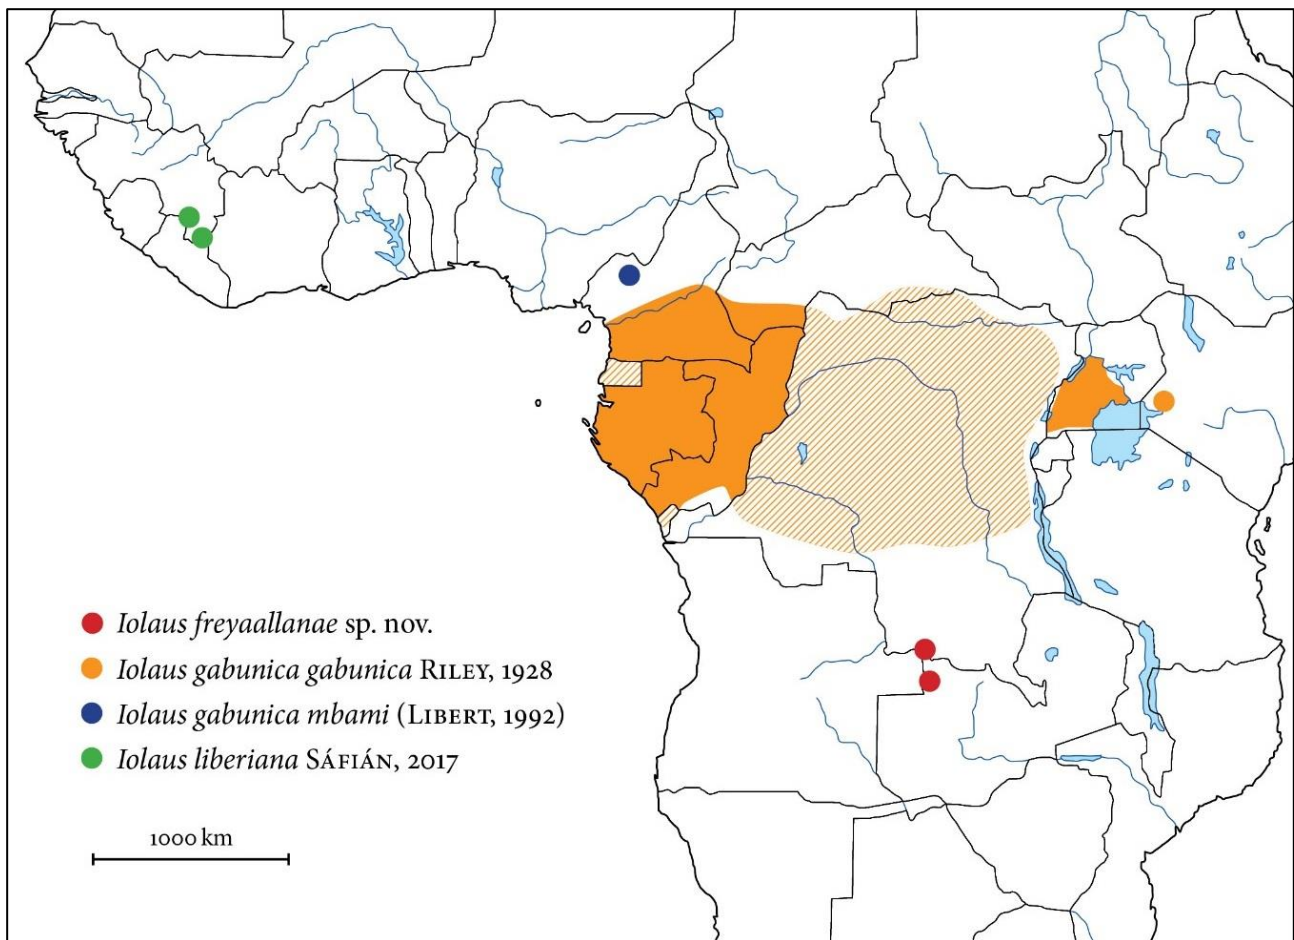 Iolaus freyaallanae sp. nov.
Iolaus gabunica gabunica RILEY, 1928
Iolaus gabunica mbami (LIBERT, 1992)
Iolaus liberiana SÁFIÁN, 2017
1000 km